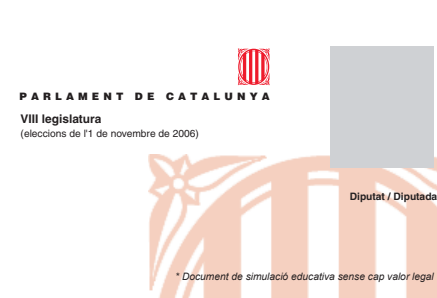 PARLAMENT DE CATALUNYA
VIII legislatura
(eleccions de l'1 de novembre de 2006)
Diputat / Diputada
* Document de simulació educativa sense cap valor legal